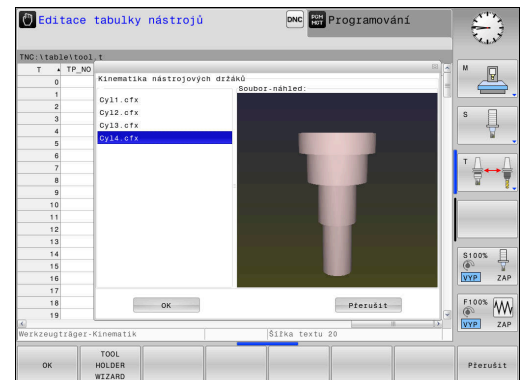 Editace tabulky nástrojů
DNC
PGM
MGT
Programování
TNC:\table\tool.t
T
TP_NO
0
1
2
3
4
5
6
7
8
9
10
11
12
13
14
15
16
17
18
19
Kinematika nástrojových držáků
Cyl1.cfx
Cyl2.cfx
Cyl3.cfx
Cyl4.cfx
Soubor-náhled:
OK
Přerušit
Werkzeugträger-Kinematik
Šířka textu 20
M
S
T
S100%
VYP
ZAP
F100%
VYP
ZAP
OK
TOOL
HOLDER
WIZARD
Přerušit